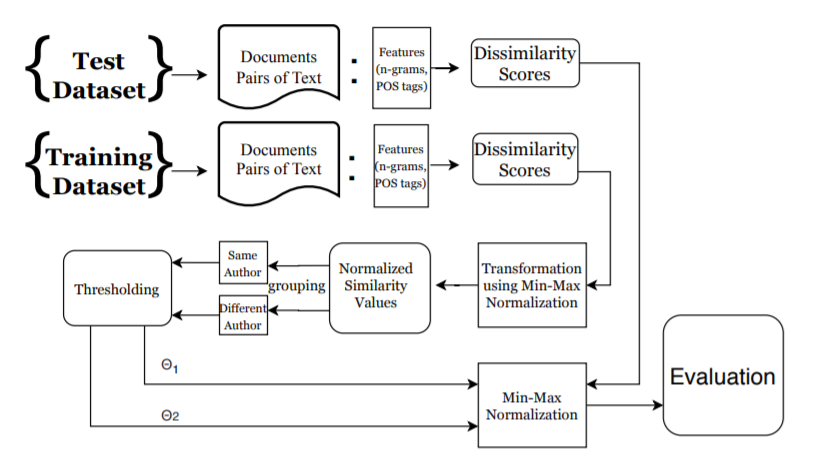 Test
Dataset
Documents
Pairs of Text
:
Features
(n-grams,
POS tags)
Dissimilarity
Scores
Training
Dataset
Documents
Pairs of Text
:
Features
(n-grams,
POS tags)
Dissimilarity
Scores
Thresholding
Same
Author
grouping
Different
Author
Normalized
Similarity
Values
Transformation
using Min-Max
Normalization
Θ1
Θ2
Min-Max
Normalization
Evaluation